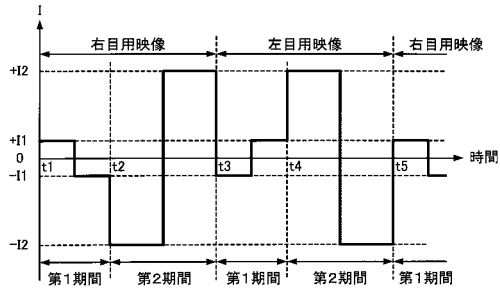 I
右目用映像 左目用映像 右目用映像
+I2
+I1
0 t1 t2 t3 t4 t5 時間
-I1
-I2
第1期間 第2期間 第1期間 第2期間 第1期間